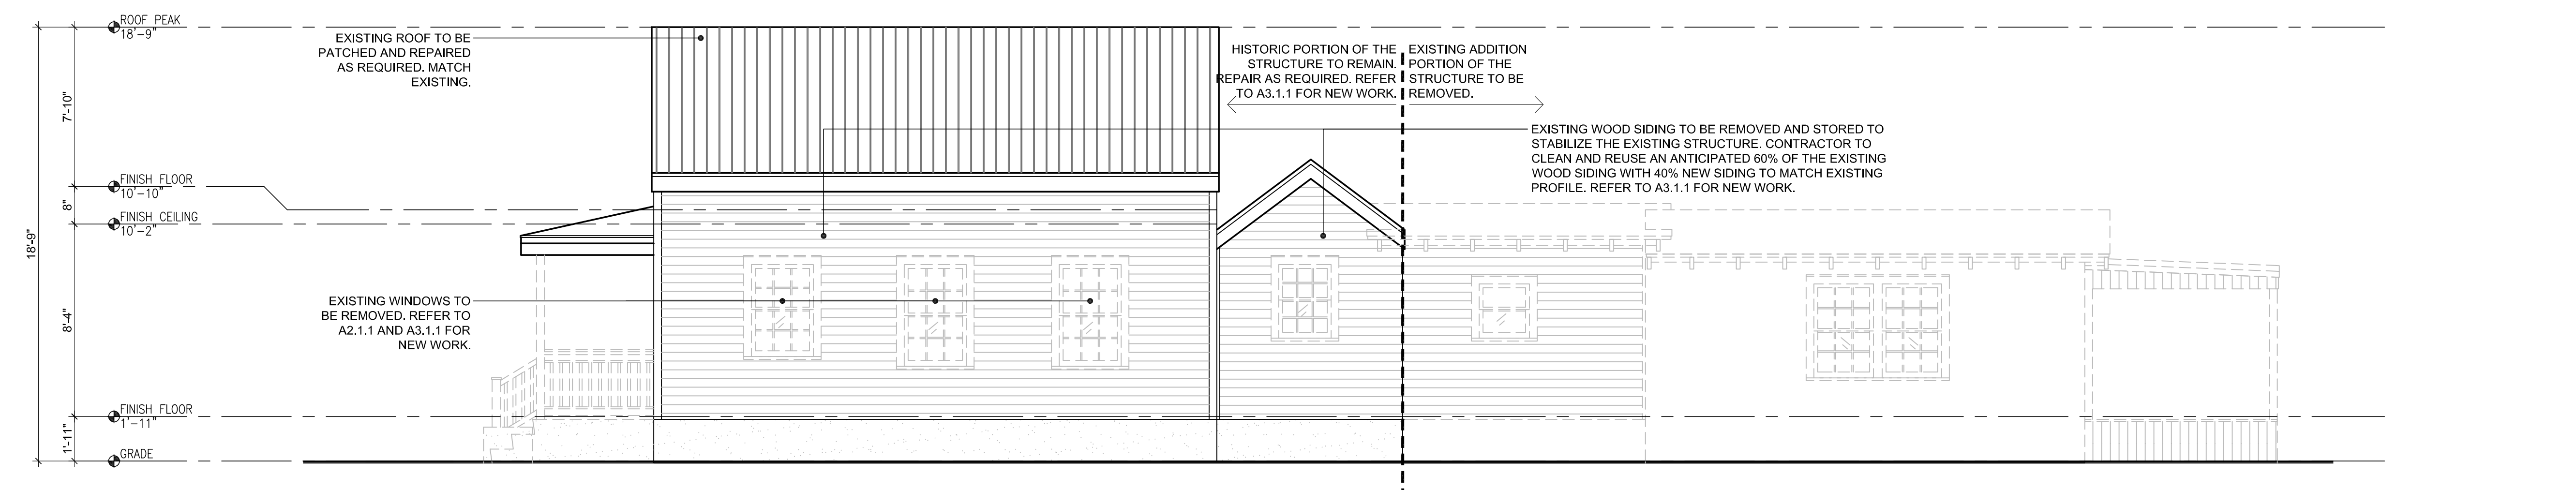 ROOF PEAK
18'-9"
EXISTING ROOF TO BE
PATCHED AND REPAIRED
AS REQUIRED. MATCH
EXISTING.
HISTORIC PORTION OF THE
STRUCTURE TO REMAIN.
REPAIR AS REQUIRED. REFER
TO A3.1.1 FOR NEW WORK.
EXISTING ADDITION
PORTION OF THE
STRUCTURE TO BE
REMOVED.
7'-10"
EXISTING WOOD SIDING TO BE REMOVED AND STORED TO
STABILIZE THE EXISTING STRUCTURE. CONTRACTOR TO
CLEAN AND REUSE AN ANTICIPATED 60% OF THE EXISTING
WOOD SIDING WITH 40% NEW SIDING TO MATCH EXISTING
PROFILE. REFER TO A3.1.1 FOR NEW WORK.
FINISH FLOOR
10'-10"
8"
FINISH CEILING
10'-2"
18'-9"
EXISTING WINDOWS TO
BE REMOVED. REFER TO
A2.1.1 AND A3.1.1 FOR
NEW WORK.
8'-4"
FINISH FLOOR
1'-11"
1'-11"
GRADE